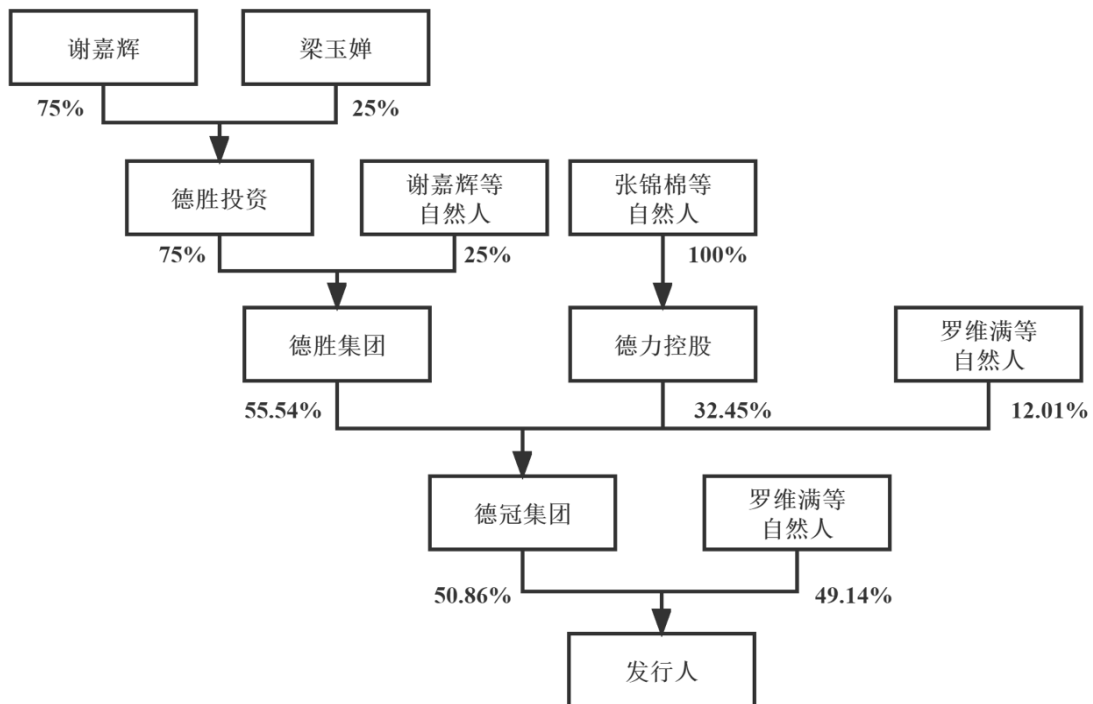 谢嘉辉
梁玉婵
75%
25%
德胜投资
谢嘉辉等
自然人
张锦棉等
自然人
75%
25%
100%
德胜集团
德力控股
罗维满等
自然人
55.54%
32.45%
12.01%
德冠集团
罗维满等
自然人
50.86%
49.14%
发行人